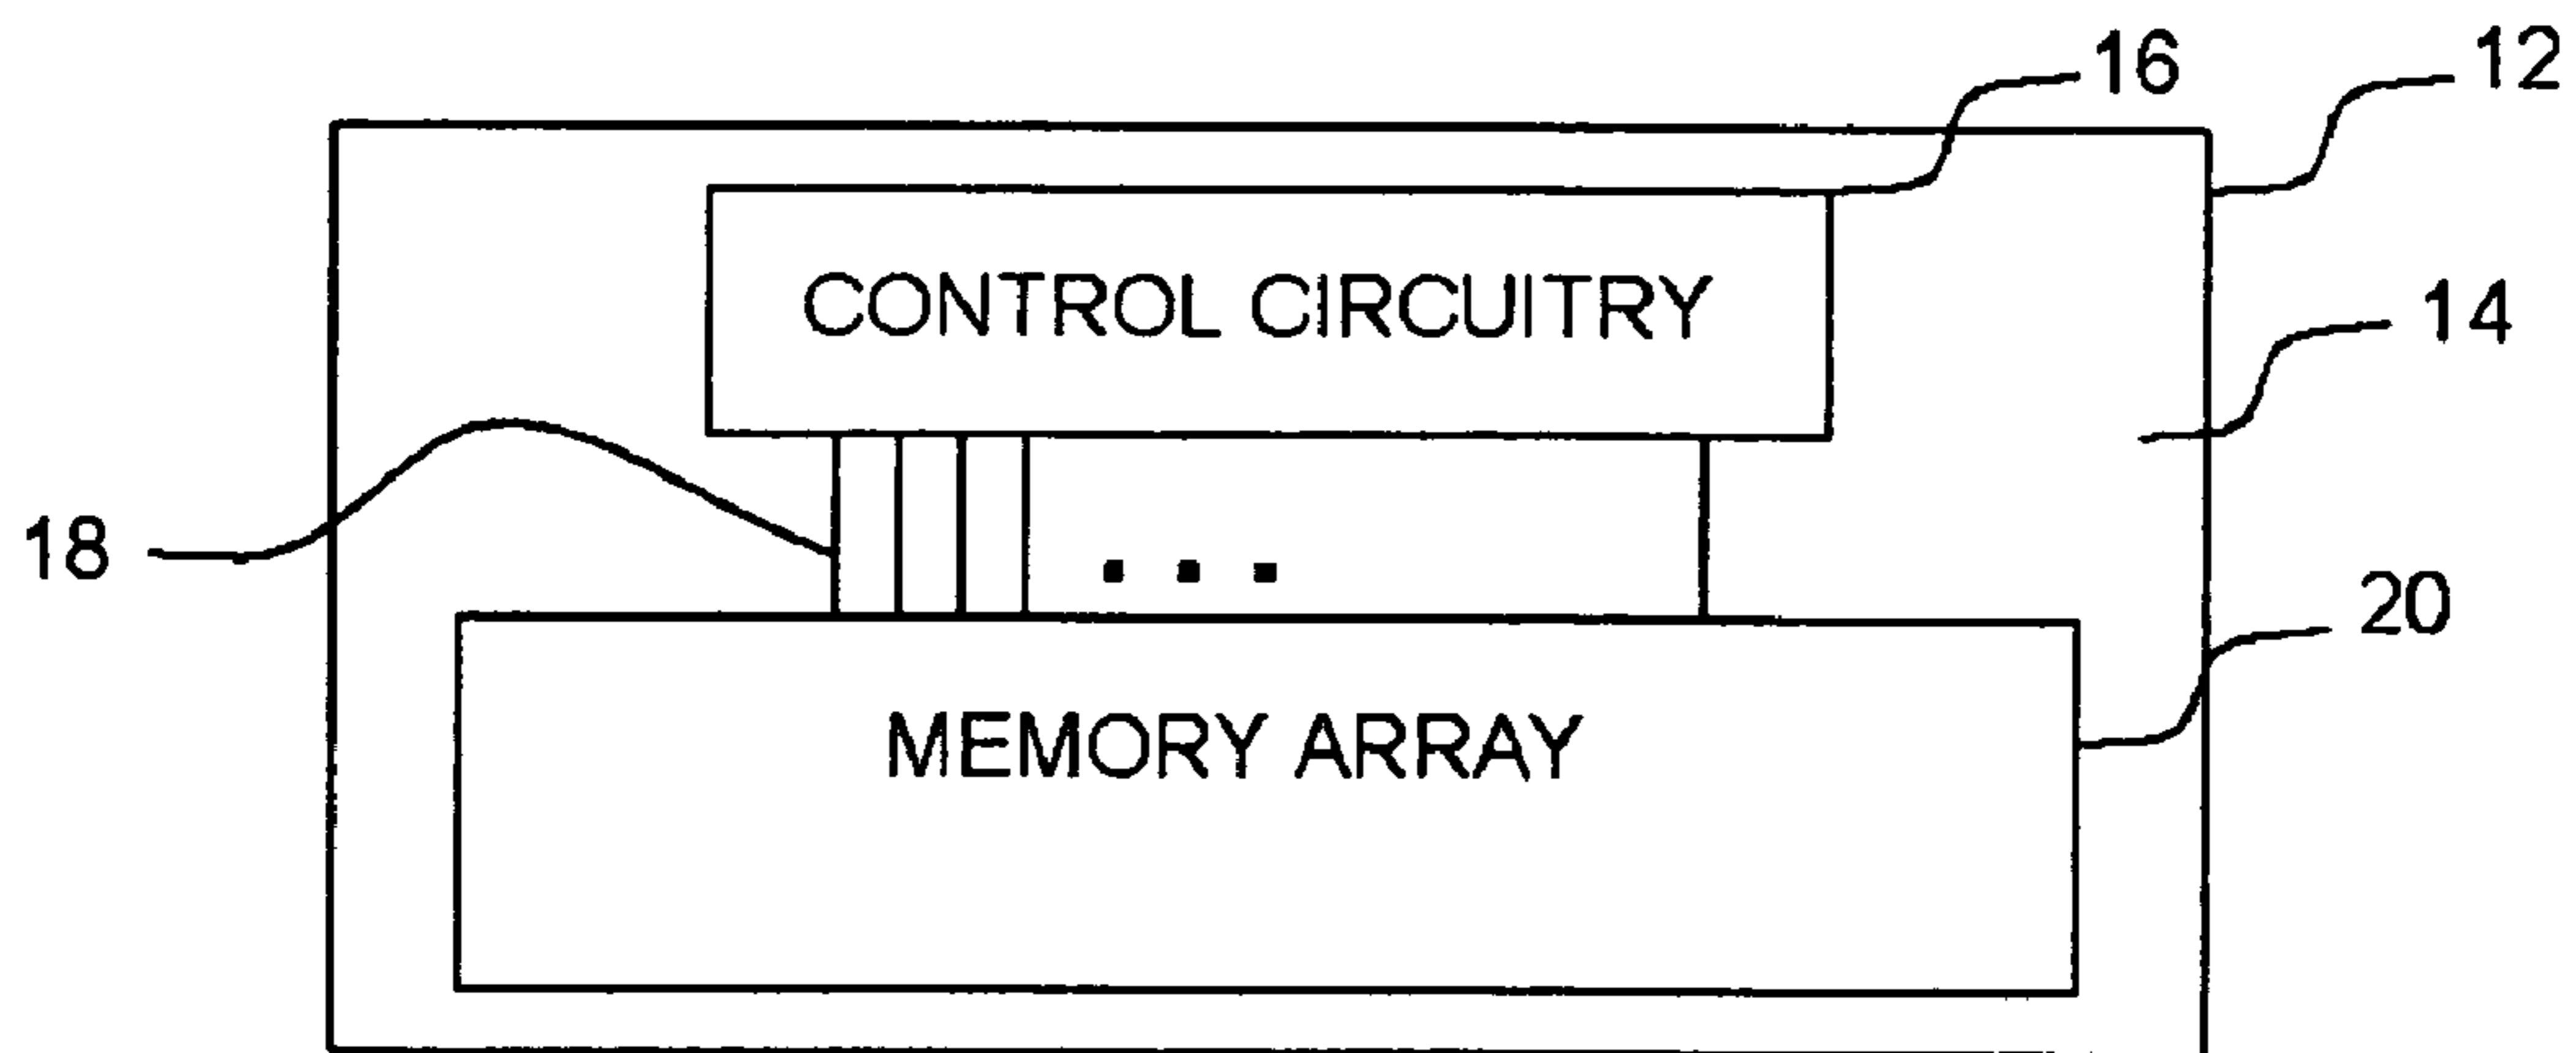 16
12
CONTROL CIRCUITRY
14
18
. . .
20
MEMORY ARRAY